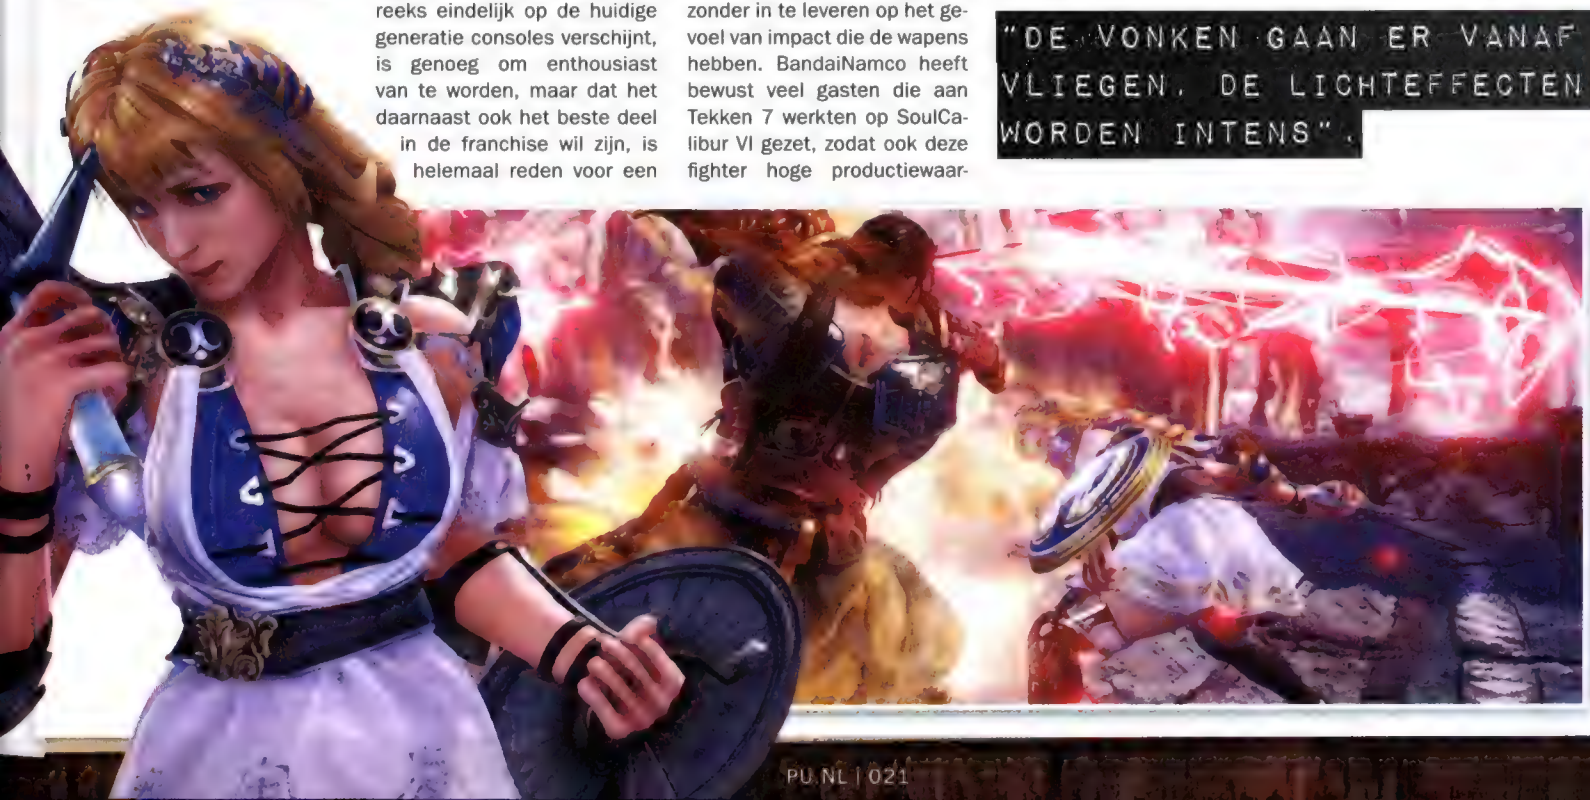 reeks eindelijk op de huidige
generatie consoles verschijnt,
is genoeg om enthousiast
van te worden, maar dat het
daarnaast ook het beste deel
in de franchise wil zijn, is
helemaal reden voor een
zonder in te leveren op het ge-
voel van impact die de wapens
hebben. BandaiNamco heeft
bewust veel gasten die aan
Tekken 7 werkten op SoulCa-
libur VI gezet, zodat ook deze
fighter hoge productiewaar-
"DE VONKEN GAAN ER VANAF
VLIEGEN. DE LICHTEFFECTEN
WORDEN INTENS".
PU.NL | 021